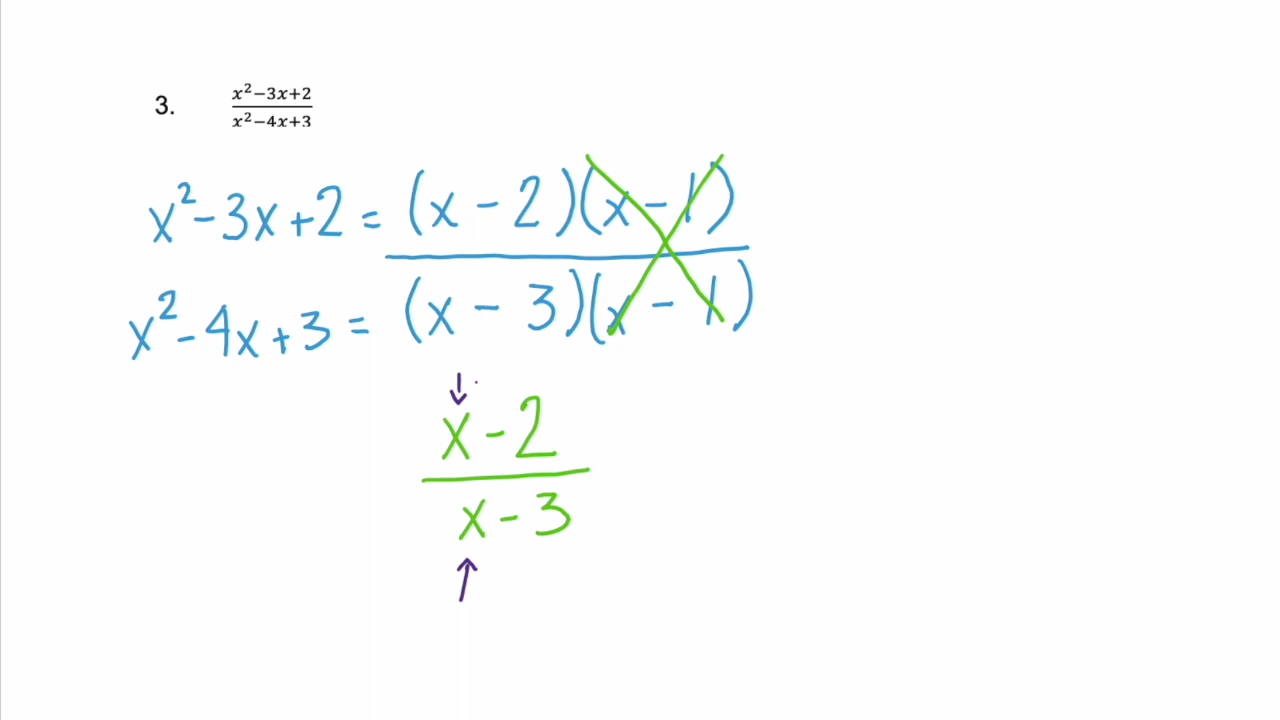 3. x²−3x+2
x²−4x+3
x²-3x+2 = (x-2)(x-1)
x²-4x+3 = (x-3)(x-1)
↓
x-2
x-3
↑